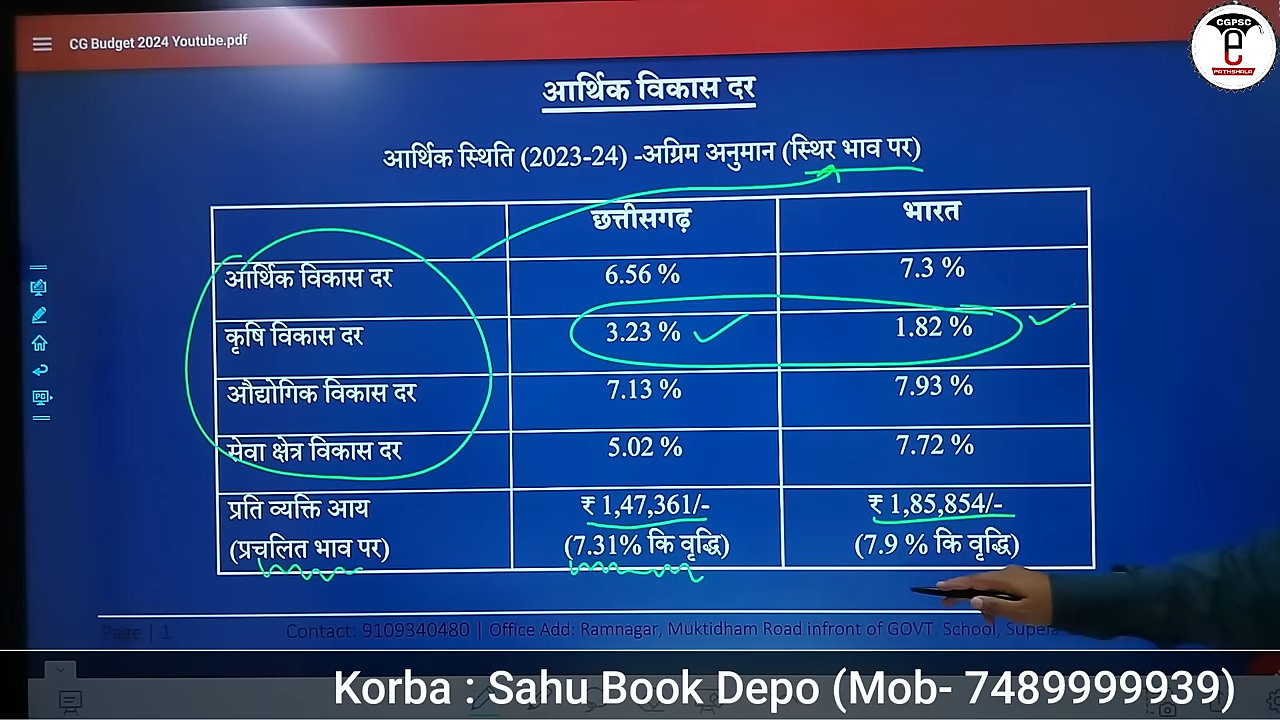 CG Budget 2024 Youtube.pdf
CGPSC
e
PATHSHALA
आर्थिक विकास दर
आर्थिक स्थिति (2023-24) -अग्रिम अनुमान (स्थिर भाव पर)
छत्तीसगढ़ भारत
आर्थिक विकास दर 6.56 % 7.3 %
कृषि विकास दर 3.23 % 1.82 %
औद्योगिक विकास दर 7.13 % 7.93 %
सेवा क्षेत्र विकास दर 5.02 % 7.72 %
प्रति व्यक्ति आय ₹ 1,47,361/- ₹ 1,85,854/-
(प्रचलित भाव पर) (7.31% कि वृद्धि) (7.9 % कि वृद्धि)
Page | 1 Contact: 9109340480 | Office Add: Ramnagar, Muktidham Road infront of GOVT. School,
Korba : Sahu Book Depo (Mob- 7489999939)